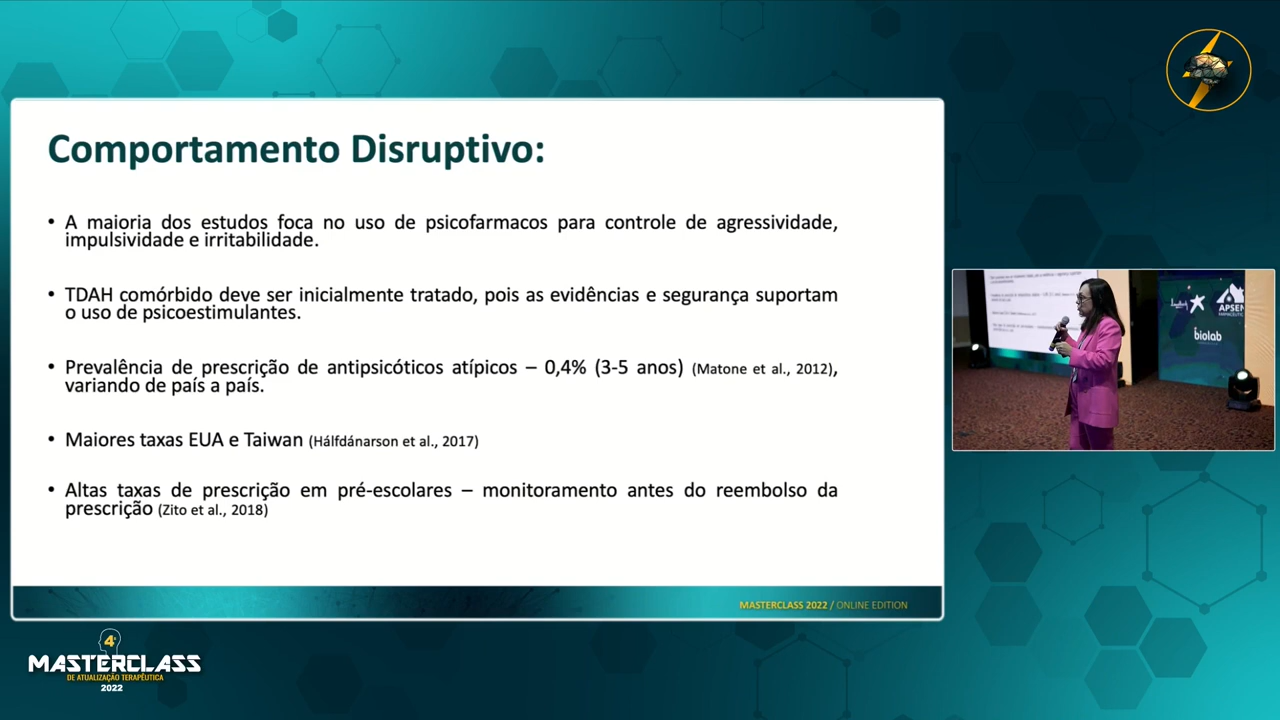 Comportamento Disruptivo:
• A maioria dos estudos foca no uso de psicofarmacos para controle de agressividade,
impulsividade e irritabilidade.
• TDAH comórbido deve ser inicialmente tratado, pois as evidências e segurança suportam
o uso de psicoestimulantes.
• Prevalência de prescrição de antipsicóticos atípicos – 0,4% (3-5 anos) (Matone et al., 2012),
variando de país a país.
• Maiores taxas EUA e Taiwan (Hálfdánarson et al., 2017)
• Altas taxas de prescrição em pré-escolares – monitoramento antes do reembolso da
prescrição (Zito et al., 2018)
MASTERCLASS 2022 / ONLINE EDITION
APSEN
biolab
4ª
MASTERCLASS
DE ATUALIZAÇÃO TERAPÊUTICA
2022